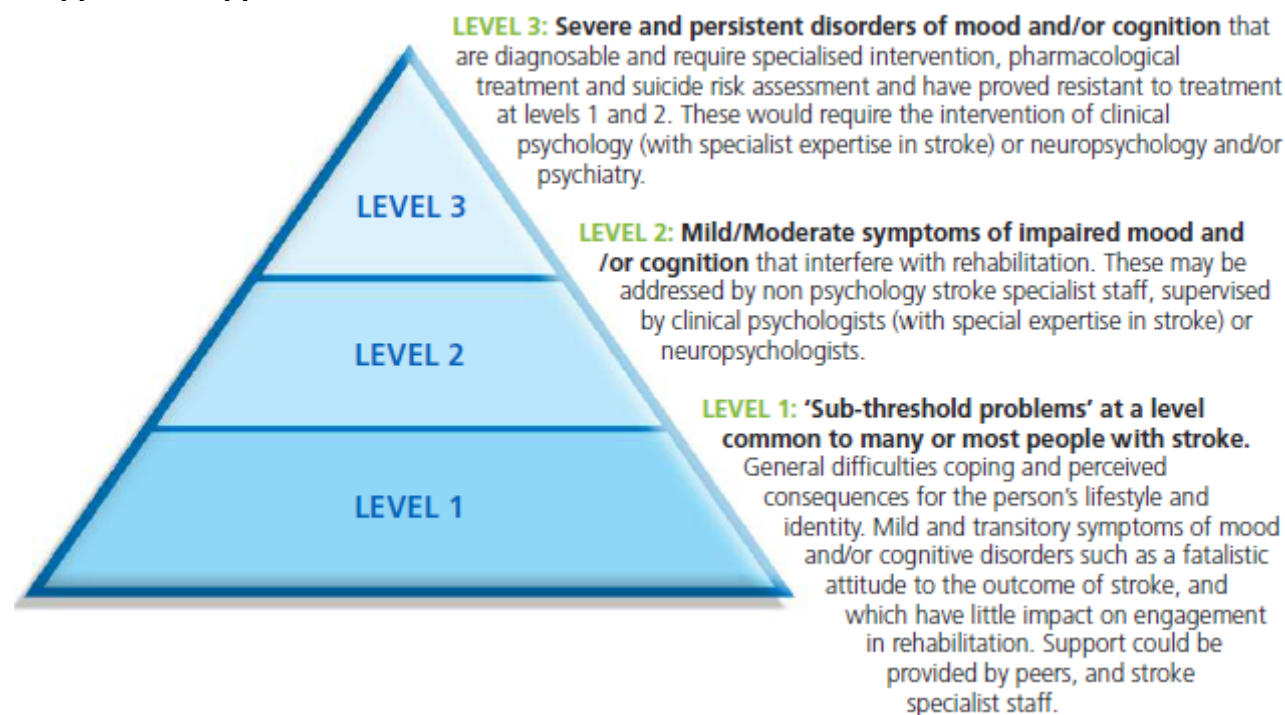 LEVEL 3: Severe and persistent disorders of mood and/or cognition that
are diagnosable and require specialised intervention, pharmacological
treatment and suicide risk assessment and have proved resistant to treatment
at levels 1 and 2. These would require the intervention of clinical
psychology (with specialist expertise in stroke) or neuropsychology and/or
psychiatry.
LEVEL 3
LEVEL 2: Mild/Moderate symptoms of impaired mood and
/or cognition that interfere with rehabilitation. These may be
addressed by non psychology stroke specialist staff, supervised
by clinical psychologists (with special expertise in stroke) or
neuropsychologists.
LEVEL 2
LEVEL 1: ‘Sub-threshold problems’ at a level
common to many or most people with stroke.
General difficulties coping and perceived
consequences for the person’s lifestyle and
identity. Mild and transitory symptoms of mood
and/or cognitive disorders such as a fatalistic
attitude to the outcome of stroke, and
which have little impact on engagement
in rehabilitation. Support could be
provided by peers, and stroke
specialist staff.
LEVEL 1